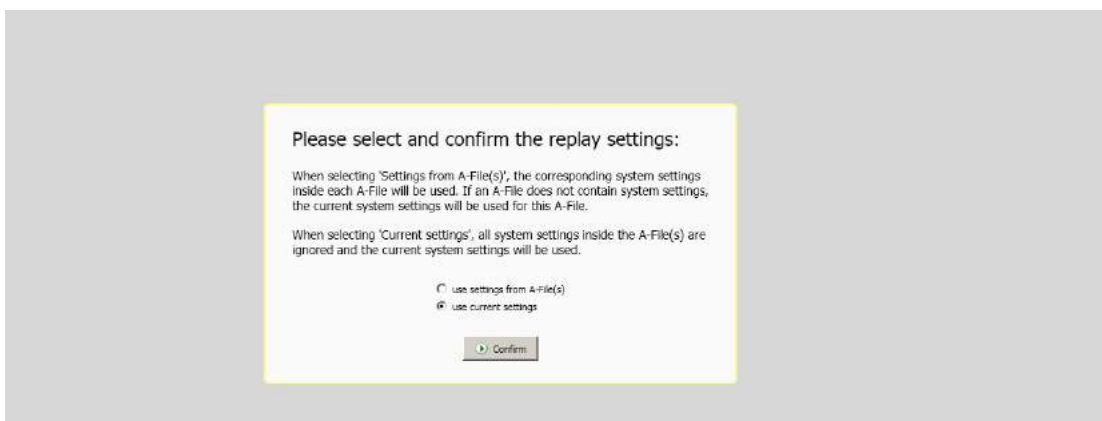 Please select and confirm the replay settings:
When selecting 'Settings from A-File(s)', the corresponding system settings
inside each A-File will be used. If an A-File does not contain system settings,
the current system settings will be used for this A-File.
When selecting 'Current settings', all system settings inside the A-File(s) are
ignored and the current system settings will be used.
use settings from A-File(s)
use current settings
Confirm